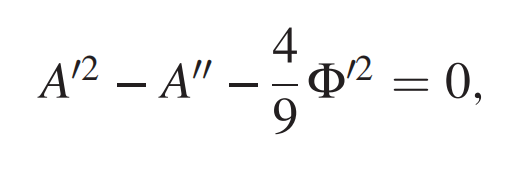 A′² − A″ − 4/9 Φ′² = 0,